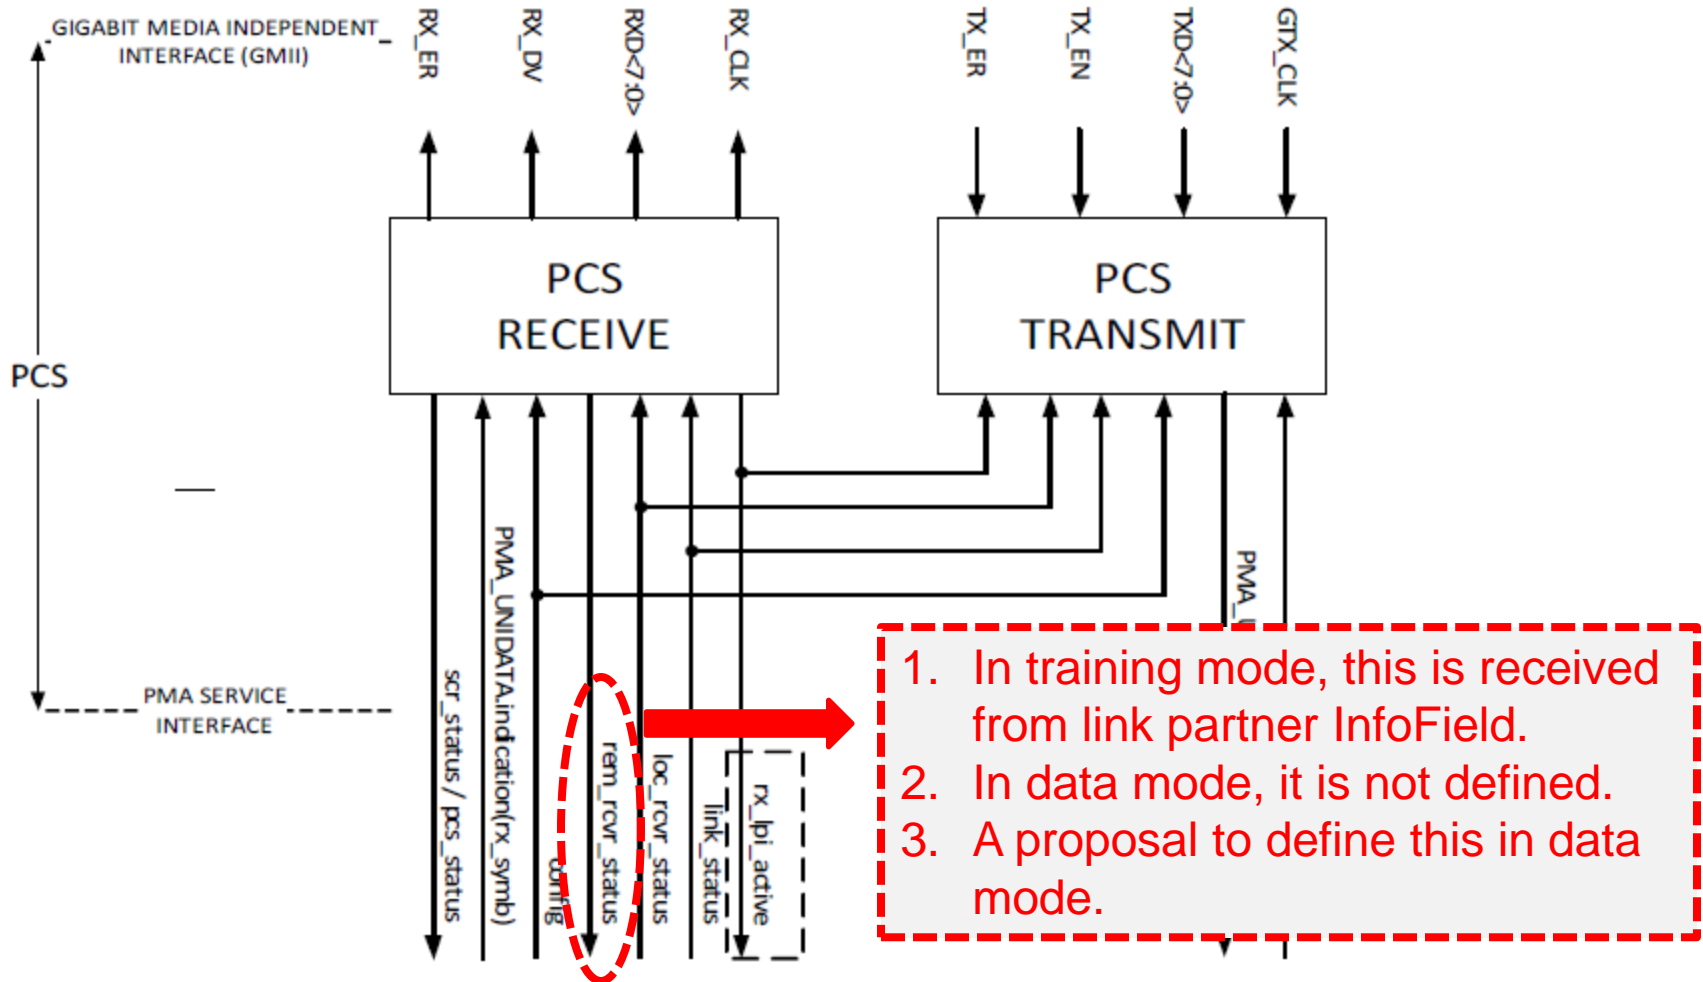 GIGABIT MEDIA INDEPENDENT
INTERFACE (GMII)
RX_ER
RX_DV
RXD<7:0>
RX_CLK
TX_ER
TX_EN
TXD<7:0>
GTX_CLK
PCS
RECEIVE
PCS
TRANSMIT
PCS
PMA SERVICE
INTERFACE
scr_status / pcs_status
PMA_UNIDATA.indication(rx_symb)
config
rem_rcvr_status
loc_rcvr_status
link_status
rx_lpi_active
PMA_
1. In training mode, this is received
from link partner InfoField.
2. In data mode, it is not defined.
3. A proposal to define this in data
mode.